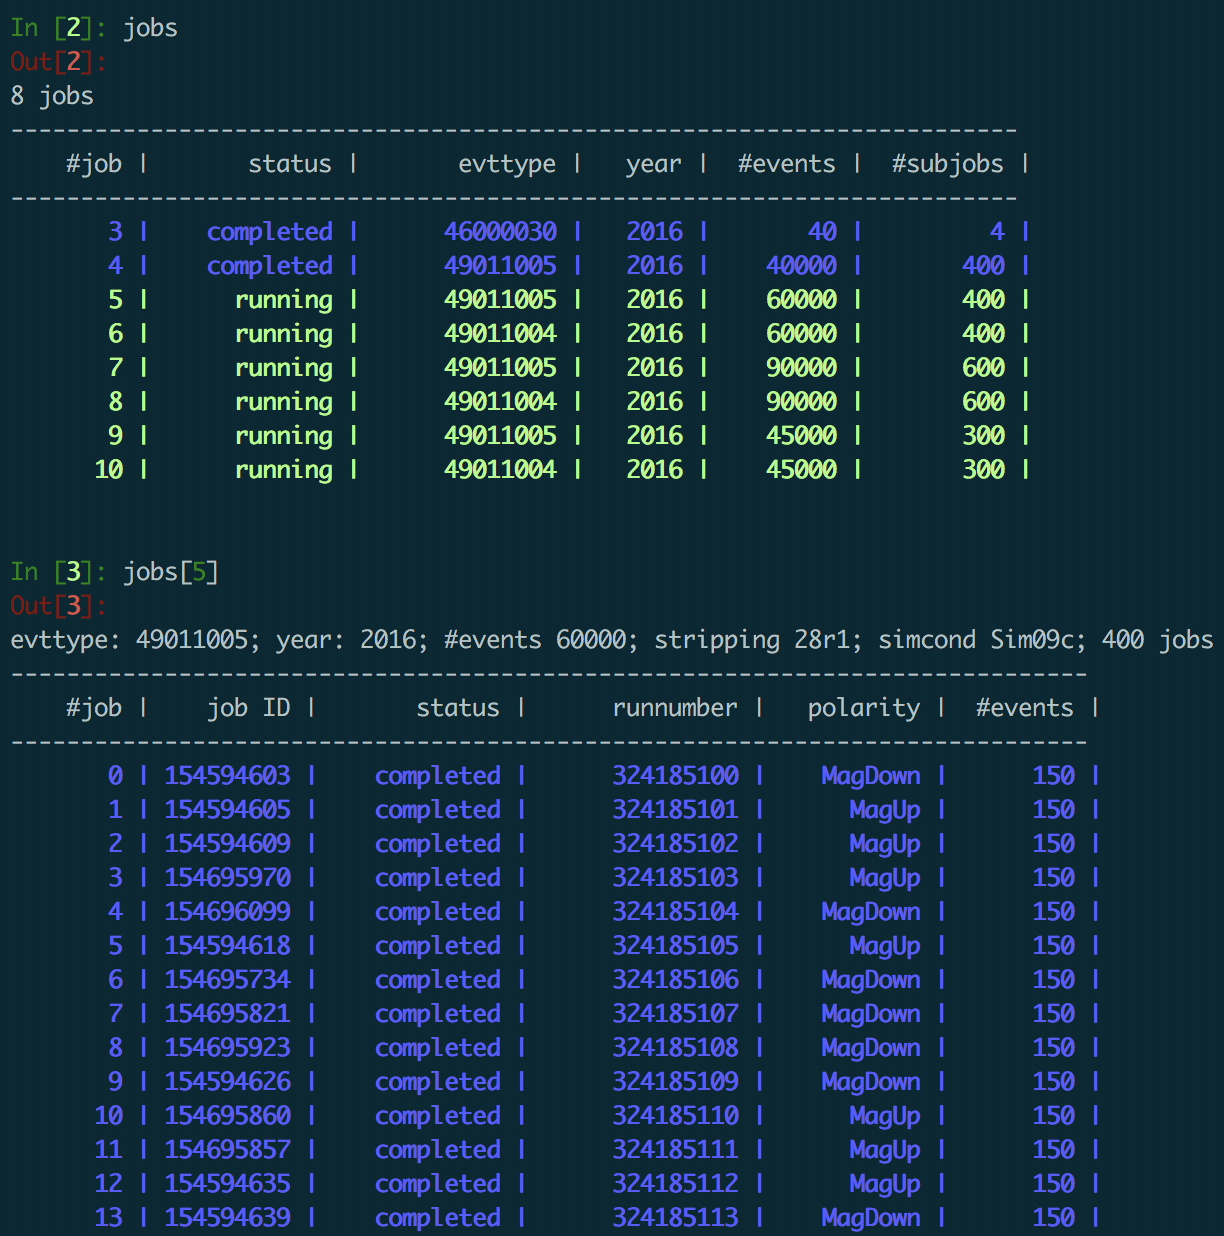 In [2]: jobs
Out[2]:
8 jobs
------------------------------------------------------------------------
    #job |       status |       evttype |   year |  #events |  #subjobs |
------------------------------------------------------------------------
       3 |    completed |      46000030 |   2016 |       40 |         4 |
       4 |    completed |      49011005 |   2016 |    40000 |       400 |
       5 |      running |      49011005 |   2016 |    60000 |       400 |
       6 |      running |      49011004 |   2016 |    60000 |       400 |
       7 |      running |      49011005 |   2016 |    90000 |       600 |
       8 |      running |      49011004 |   2016 |    90000 |       600 |
       9 |      running |      49011005 |   2016 |    45000 |       300 |
      10 |      running |      49011004 |   2016 |    45000 |       300 |
In [3]: jobs[5]
Out[3]:
evttype: 49011005; year: 2016; #events 60000; stripping 28r1; simcond Sim09c; 400 jobs
-----------------------------------------------------------------------------
    #job |    job ID |       status |      runnumber |   polarity |  #events |
-----------------------------------------------------------------------------
       0 | 154594603 |    completed |      324185100 |    MagDown |      150 |
       1 | 154594605 |    completed |      324185101 |      MagUp |      150 |
       2 | 154594609 |    completed |      324185102 |      MagUp |      150 |
       3 | 154695970 |    completed |      324185103 |      MagUp |      150 |
       4 | 154696099 |    completed |      324185104 |    MagDown |      150 |
       5 | 154594618 |    completed |      324185105 |      MagUp |      150 |
       6 | 154695734 |    completed |      324185106 |    MagDown |      150 |
       7 | 154695821 |    completed |      324185107 |    MagDown |      150 |
       8 | 154695923 |    completed |      324185108 |    MagDown |      150 |
       9 | 154594626 |    completed |      324185109 |    MagDown |      150 |
      10 | 154695860 |    completed |      324185110 |      MagUp |      150 |
      11 | 154695857 |    completed |      324185111 |      MagUp |      150 |
      12 | 154594635 |    completed |      324185112 |      MagUp |      150 |
      13 | 154594639 |    completed |      324185113 |    MagDown |      150 |